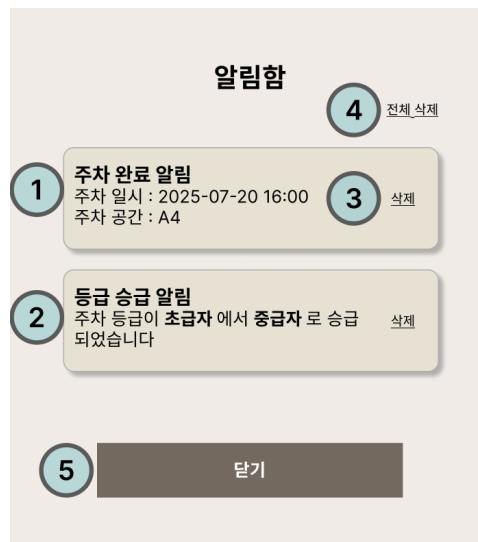 알림함
4 전체 삭제
1 주차 완료 알림
주차 일시 : 2025-07-20 16:00
주차 공간 : A4
3 삭제
2 등급 승급 알림
주차 등급이 초급자 에서 중급자 로 승급
되었습니다
삭제
5 닫기